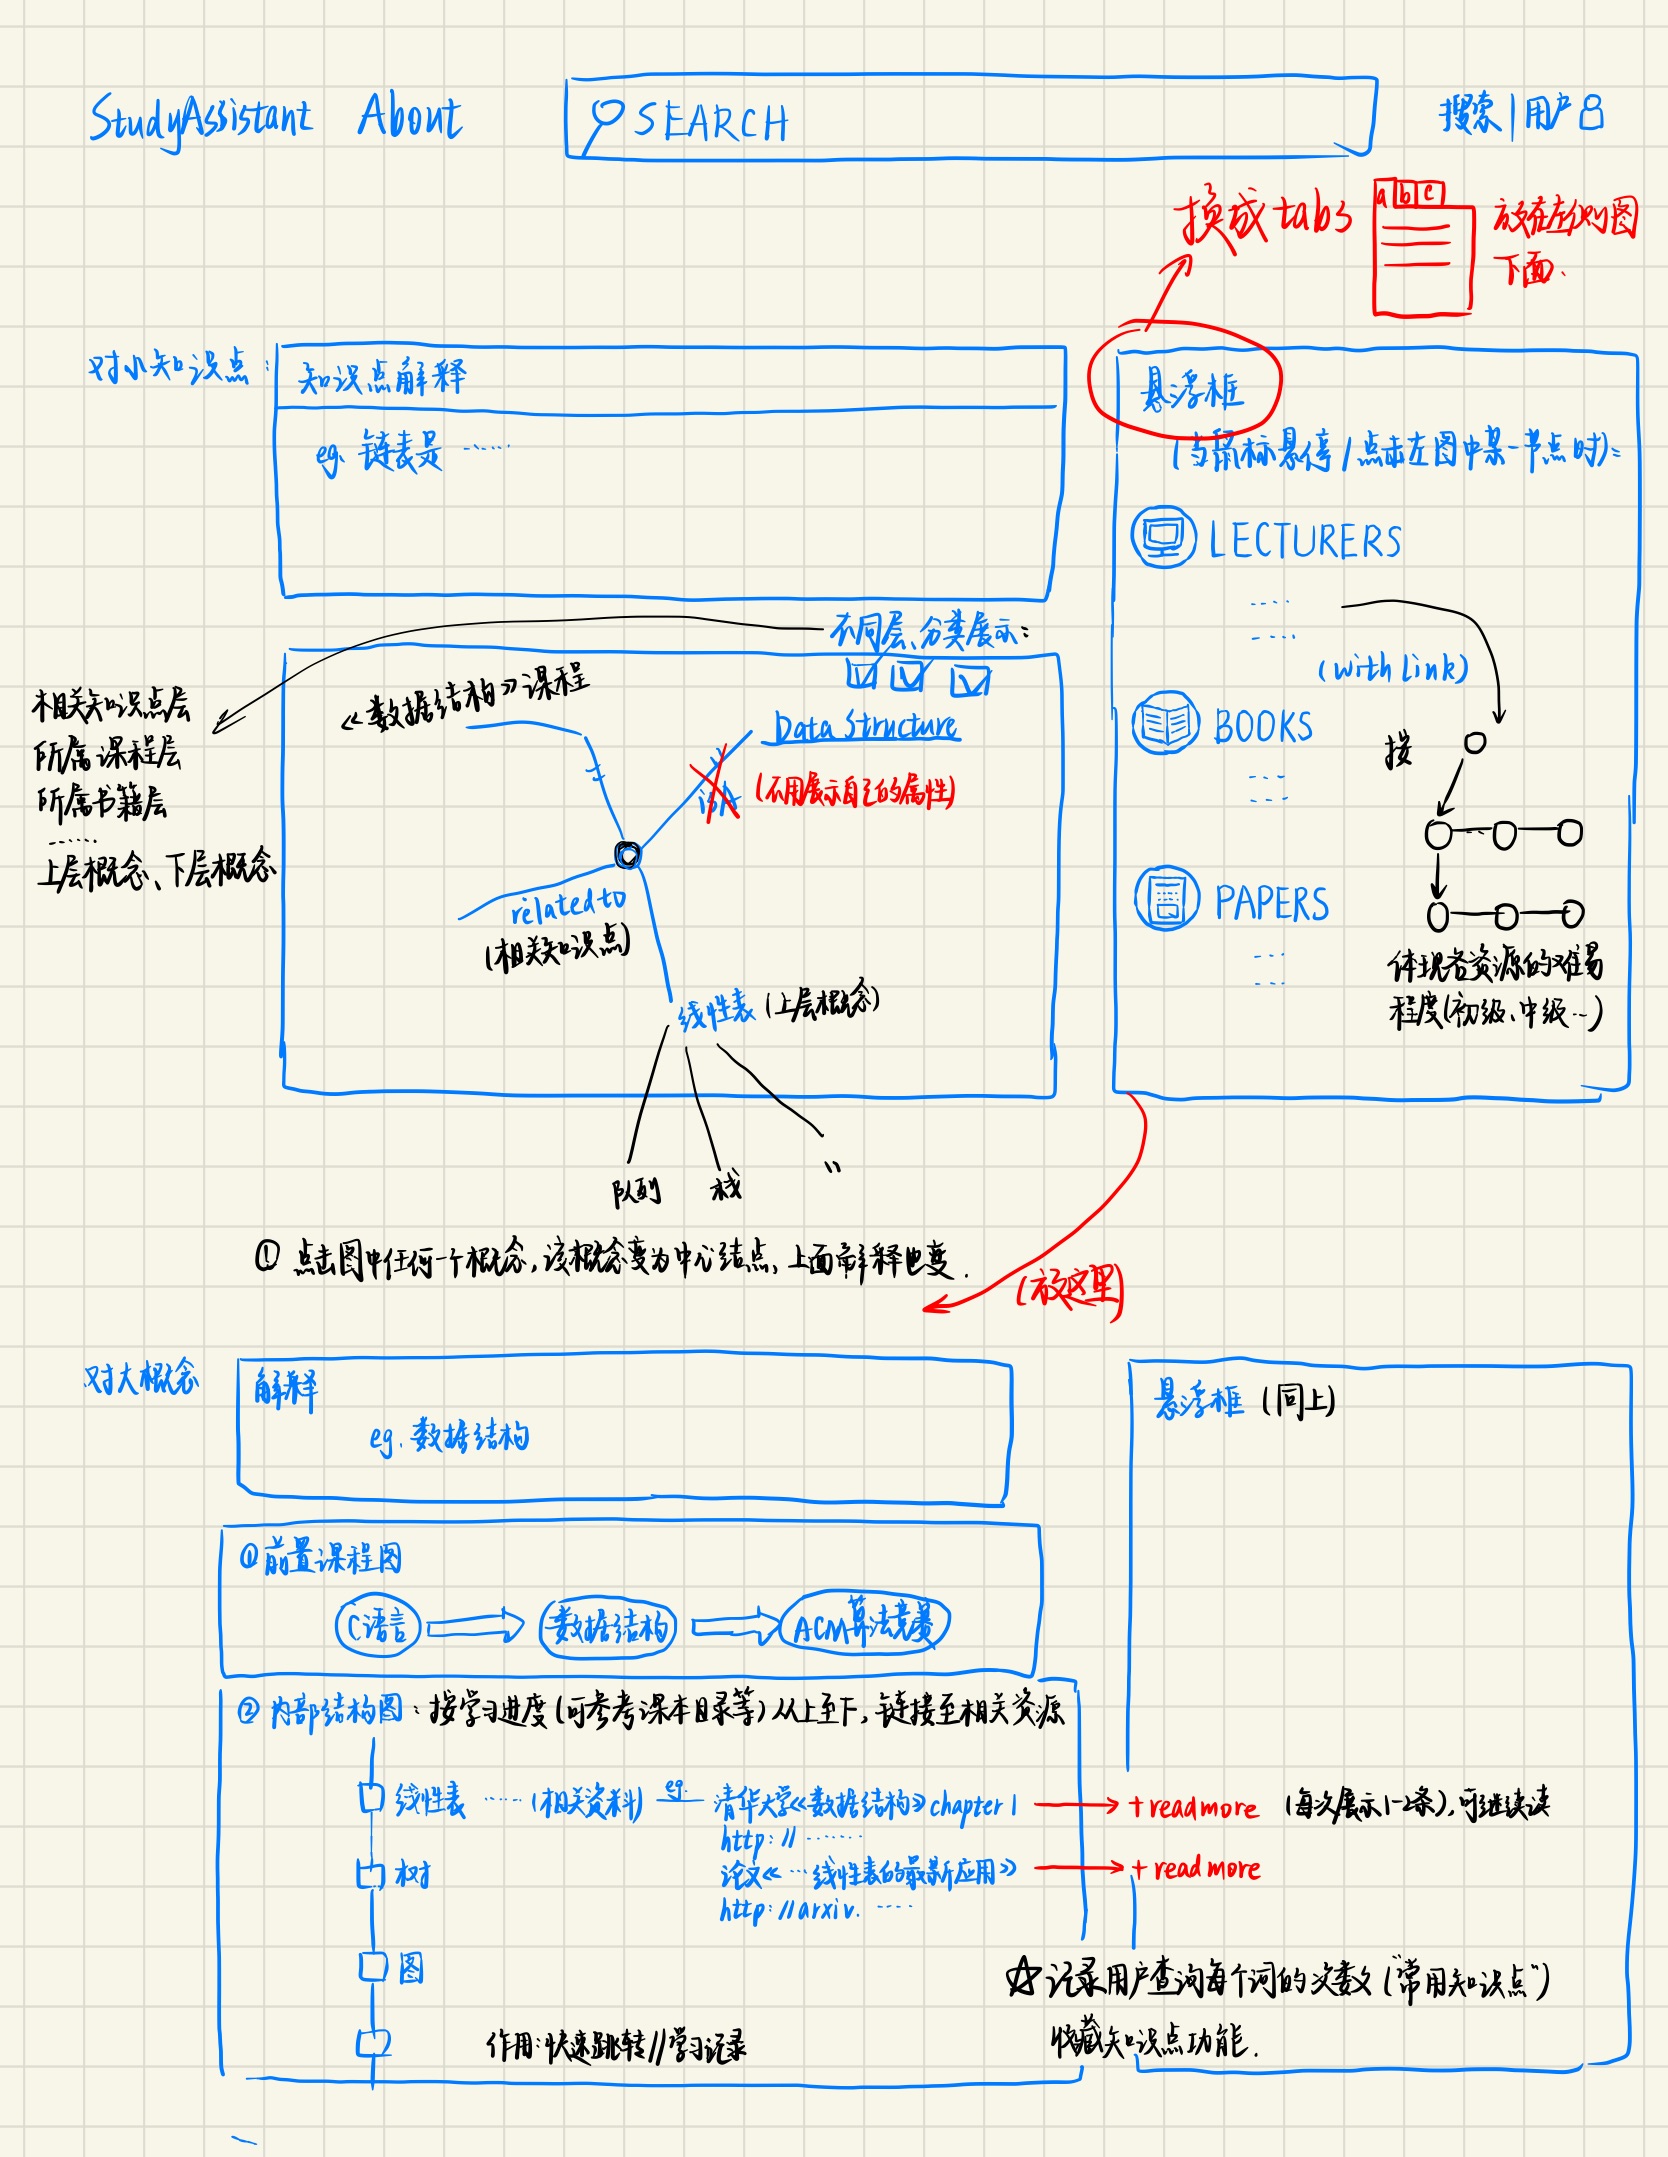 StudyAssistant About
SEARCH
搜索|用户
换成tabs
a b c
放在左侧图
下面.
对小知识点:
知识点解释
eg. 链表是 ……
悬浮框
(当鼠标悬停/点击左图中某一节点时):
LECTURERS
(with link)
BOOKS
PAPERS
按
体现各资源的难易
程度(初级、中级…)
不同层、分类展示:
相关知识点层
所属课程层
所属书籍层
……
上层概念、下层概念
《数据结构》课程
Data Structure
isA
(不用展示自己的属性)
related to
(相关知识点)
线性表 (上层概念)
队列 栈 …
① 点击图中任何一个概念,该概念变为中心结点,上面解释也变.
(放这里)
对大概念
解释
eg. 数据结构
悬浮框 (同上)
①前置课程图
C语言 数据结构 ACM算法竞赛
② 内部结构图:按学习进度(可参考课本目录等)从上至下,链接至相关资源
线性表 …… (相关资料) eg. 清华大学《数据结构》chapter 1
+ read more (每次展示1-2条),可继续读
http: // ……
树
论文《…线性表的最新应用》
+ read more
http: //arxiv. ……
图
☆ 记录用户查询每个词的次数 ("常用知识点")
收藏知识点功能.
作用:快速跳转//学习记录